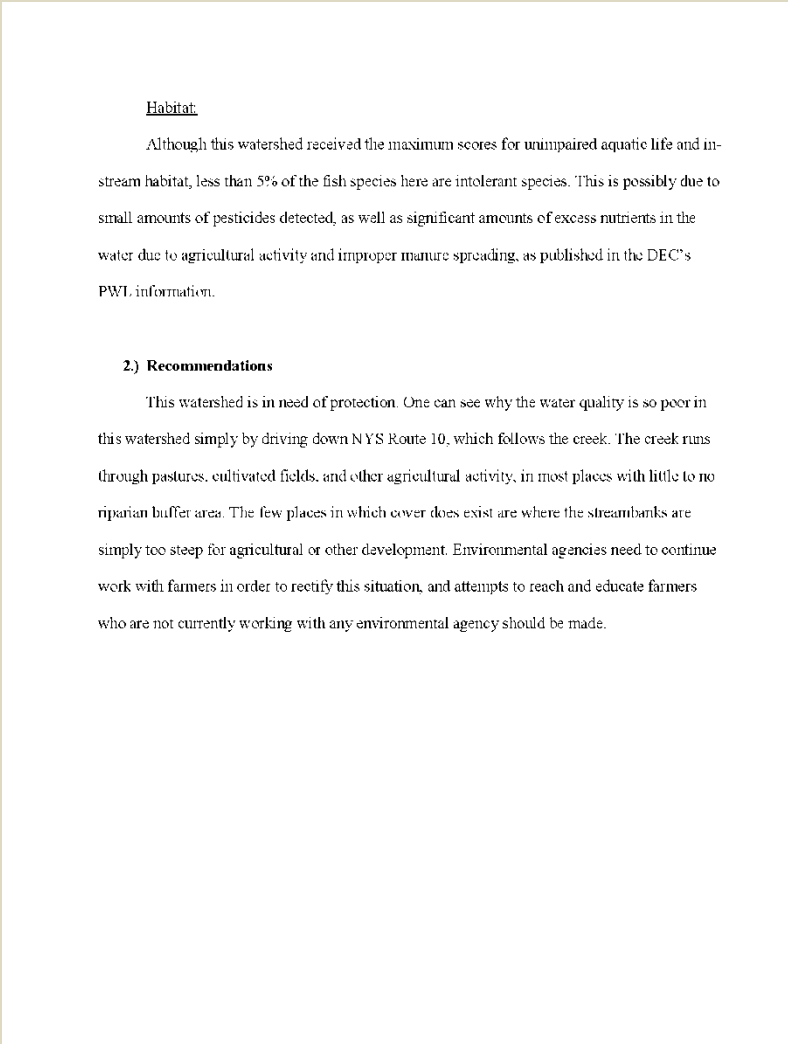 Habitat:
Although this watershed received the maximum scores for unimpaired aquatic life and in-
stream habitat, less than 5% of the fish species here are intolerant species. This is possibly due to
small amounts of pesticides detected, as well as significant amounts of excess nutrients in the
water due to agricultural activity and improper manure spreading, as published in the DEC's
PWL information.
2.) Recommendations
This watershed is in need of protection. One can see why the water quality is so poor in
this watershed simply by driving down NYS Route 10, which follows the creek. The creek runs
through pastures, cultivated fields, and other agricultural activity, in most places with little to no
riparian buffer area. The few places in which cover does exist are where the streambanks are
simply too steep for agricultural or other development. Environmental agencies need to continue
work with farmers in order to rectify this situation, and attempts to reach and educate farmers
who are not currently working with any environmental agency should be made.